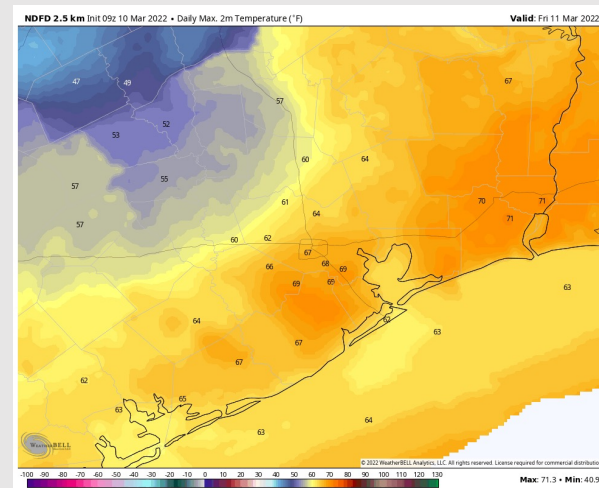 NDFD 2.5 km Init 09z 10 Mar 2022 • Daily Max. 2m Temperature (°F) Valid: Fri 11 Mar 2022
47 49 67
57
52
53
60 64
55
57
61 70 71
64 71
57
60 62
67
66 68 69
69 69 63
64 62
63
67
67
62
65
63
64
63
WeatherBELL
© 2022 WeatherBELL Analytics, LLC. All rights reserved. License required for commercial distributio
-100 -90 -80 -70 -60 -50 -40 -30 -20 -10 0 10 20 30 40 50 60 70 80 90 100 110 120 130
Max: 71.3 • Min: 40.9